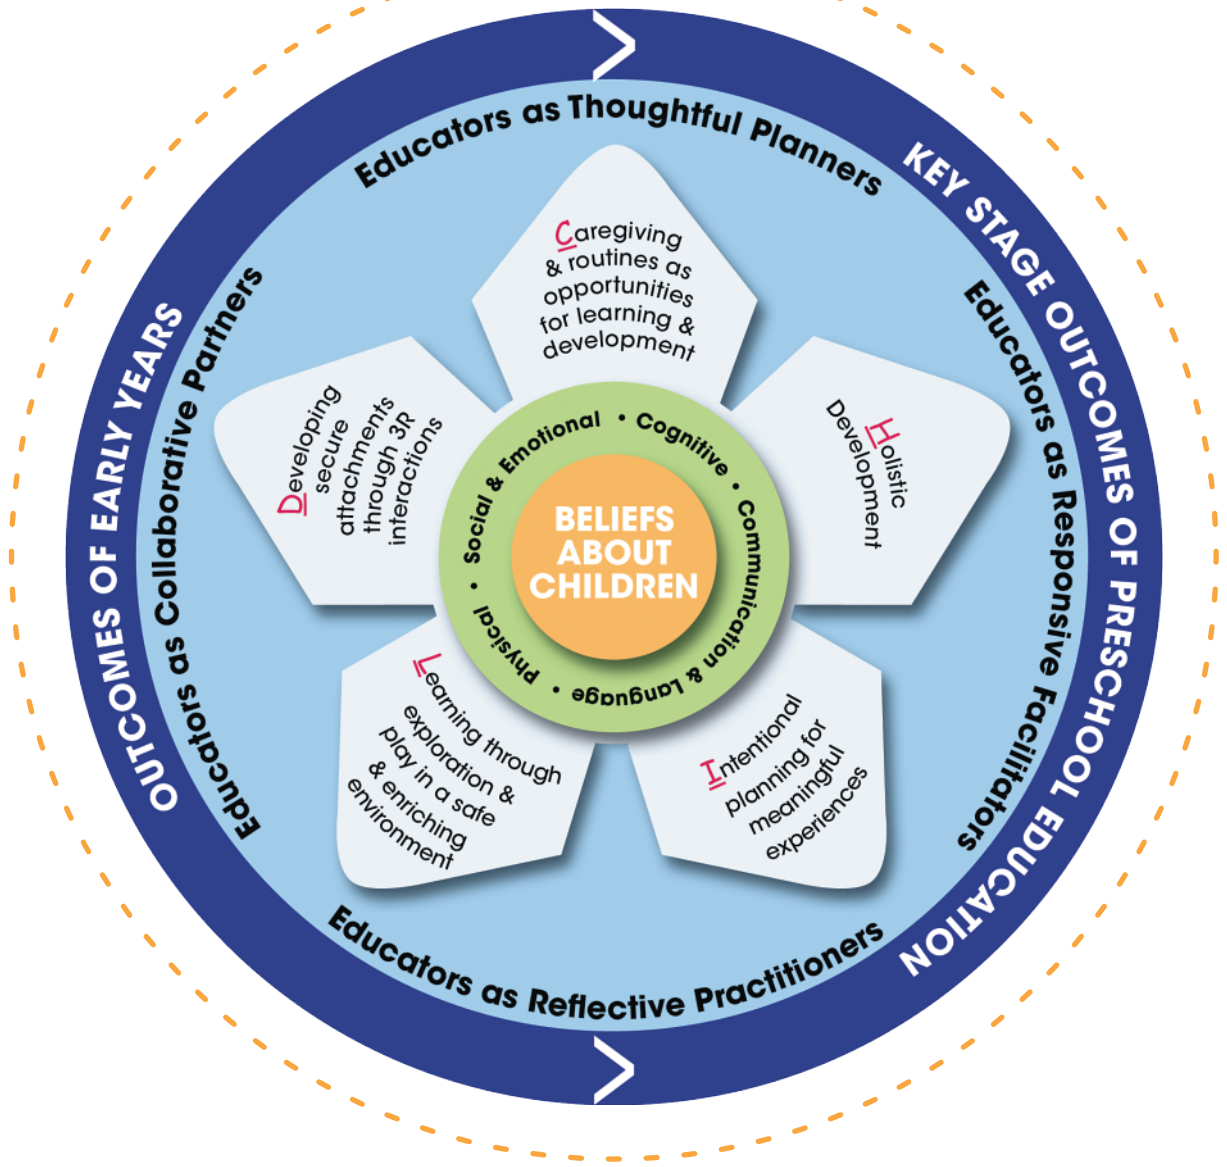 Educators as Thoughtful Planners
KEY STAGE OUTCOMES OF PRESCHOOL EDUCATION
Educators as Responsive Facilitators
Educators as Reflective Practitioners
OUTCOMES OF EARLY YEARS
Educators as Collaborative Partners
Caregiving
& routines as
opportunities
for learning &
development
Holistic
Development
Intentional
planning for
meaningful
experiences
Learning through
exploration &
play in a safe
& enriching
environment
Developing
secure
attachments
through 3R
interactions
Social & Emotional • Cognitive • Communication & Language • Physical •
BELIEFS
ABOUT
CHILDREN